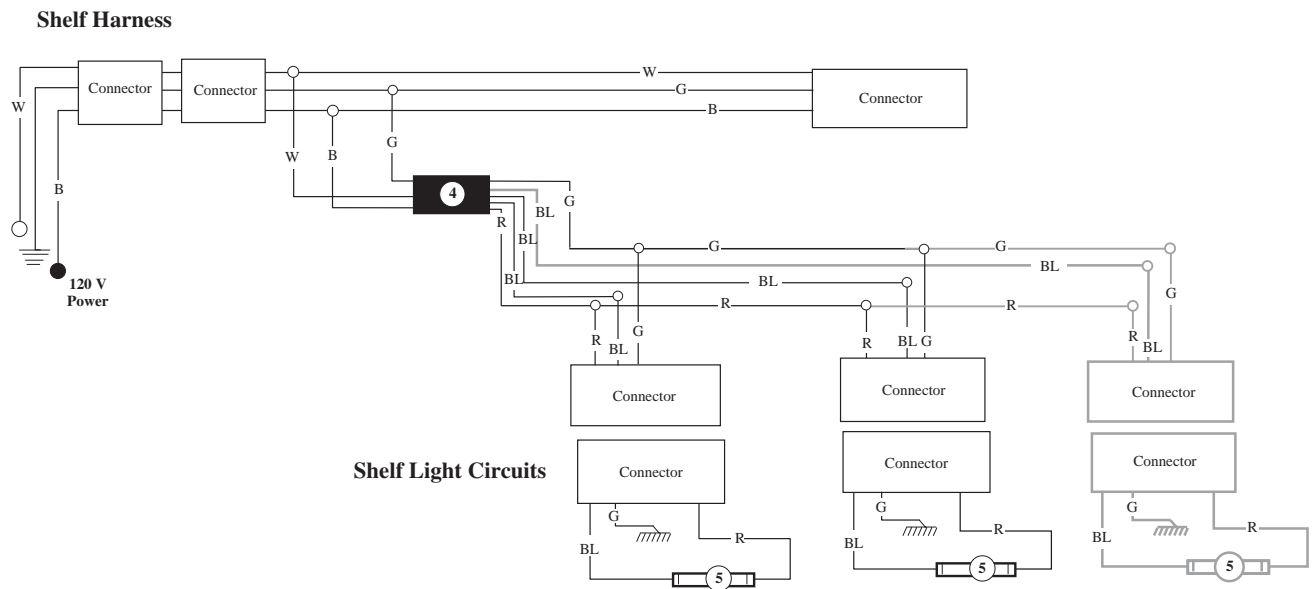 Shelf Harness
Connector
Connector
Connector
W
G
B
W
B
W
B
G
4
G
BL
R
BL
BL
120 V
Power
G
G
BL
BL
R
R
G
R
BL
G
R
BL
G
R
BL
Connector
Connector
Connector
Shelf Light Circuits
Connector
Connector
Connector
G
BL
R
5
G
BL
R
5
G
BL
R
5